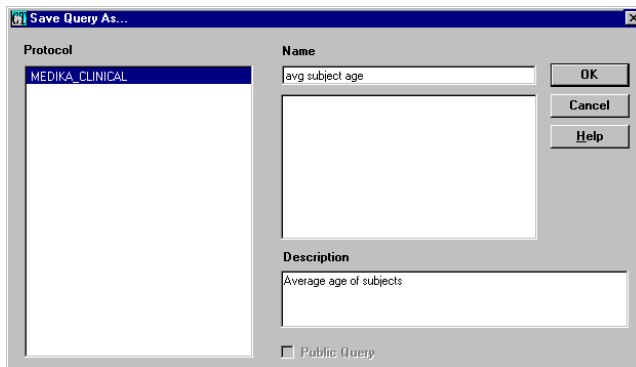 Save Query As...
Protocol
Name
MEDIKA_CLINICAL
avg subject age
OK
Cancel
Help
Description
Average age of subjects
Public Query